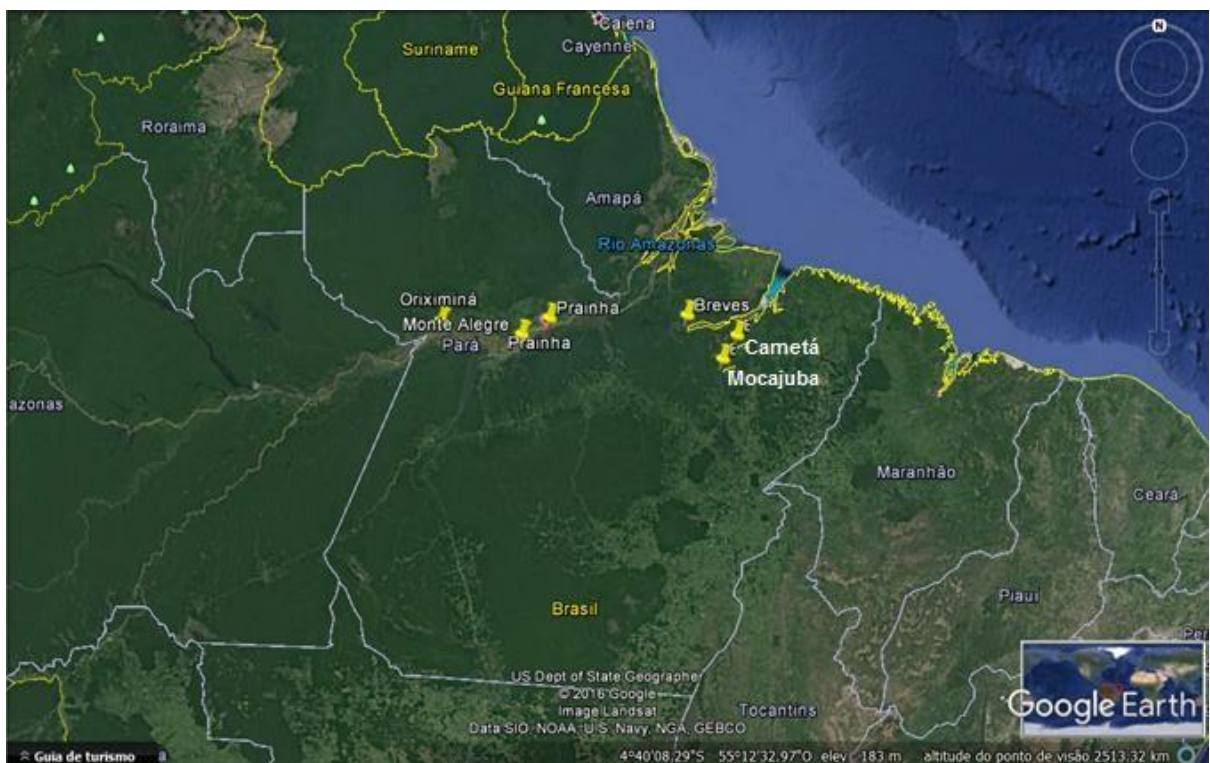 Caiena
Cayenne
Suriname
Guiana Francesa
Roraima
Amapá
Rio Amazonas
Oriximiná
Prainha
Breves
Monte Alegre
Pará
Prainha
Cametá
Mocajuba
azonas
Maranhão
Ceará
Brasil
Piauí
US Dept of State Geographer
© 2016 Google
Image Landsat
Data SIO, NOAA, U.S. Navy, NGA, GEBCO
Tocantins
Google Earth
N
Guia de turismo
4°40'08.29"S 55°12'32.97"O elev 183 m altitude do ponto de visão 2513.32 km